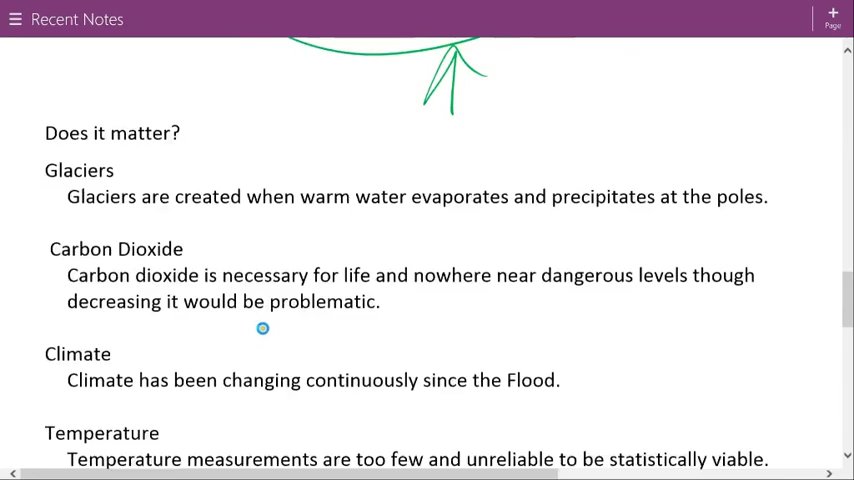 Recent Notes
Page
Does it matter?
Glaciers
Glaciers are created when warm water evaporates and precipitates at the poles.
Carbon Dioxide
Carbon dioxide is necessary for life and nowhere near dangerous levels though
decreasing it would be problematic.
Climate
Climate has been changing continuously since the Flood.
Temperature
Temperature measurements are too few and unreliable to be statistically viable.